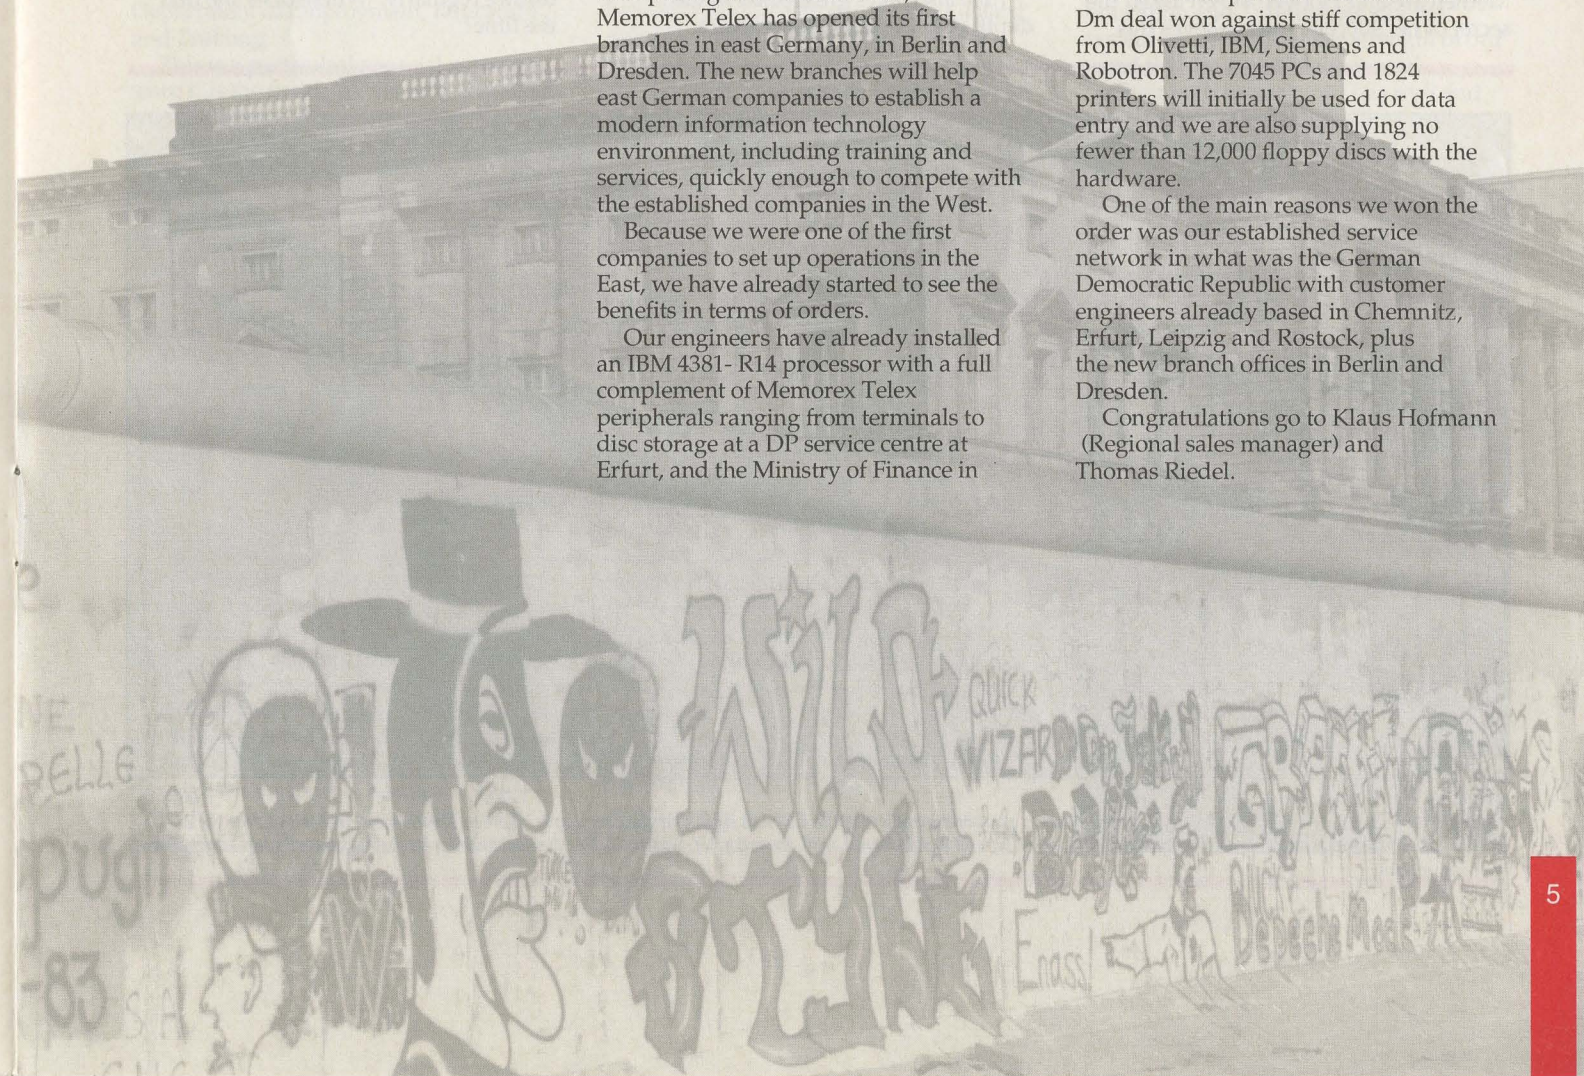 Memorex Telex has opened its first
branches in east Germany, in Berlin and
Dresden. The new branches will help
east German companies to establish a
modern information technology
environment, including training and
services, quickly enough to compete with
the established companies in the West.
Because we were one of the first
companies to set up operations in the
East, we have already started to see the
benefits in terms of orders.
Our engineers have already installed
an IBM 4381- R14 processor with a full
complement of Memorex Telex
peripherals ranging from terminals to
disc storage at a DP service centre at
Erfurt, and the Ministry of Finance in
Dm deal won against stiff competition
from Olivetti, IBM, Siemens and
Robotron. The 7045 PCs and 1824
printers will initially be used for data
entry and we are also supplying no
fewer than 12,000 floppy discs with the
hardware.
One of the main reasons we won the
order was our established service
network in what was the German
Democratic Republic with customer
engineers already based in Chemnitz,
Erfurt, Leipzig and Rostock, plus
the new branch offices in Berlin and
Dresden.
Congratulations go to Klaus Hofmann
(Regional sales manager) and
Thomas Riedel.
WILD
STYLE
QUICK
WIZARD
PELLE
pugh
-83
Enass!
Depeche Mode
5